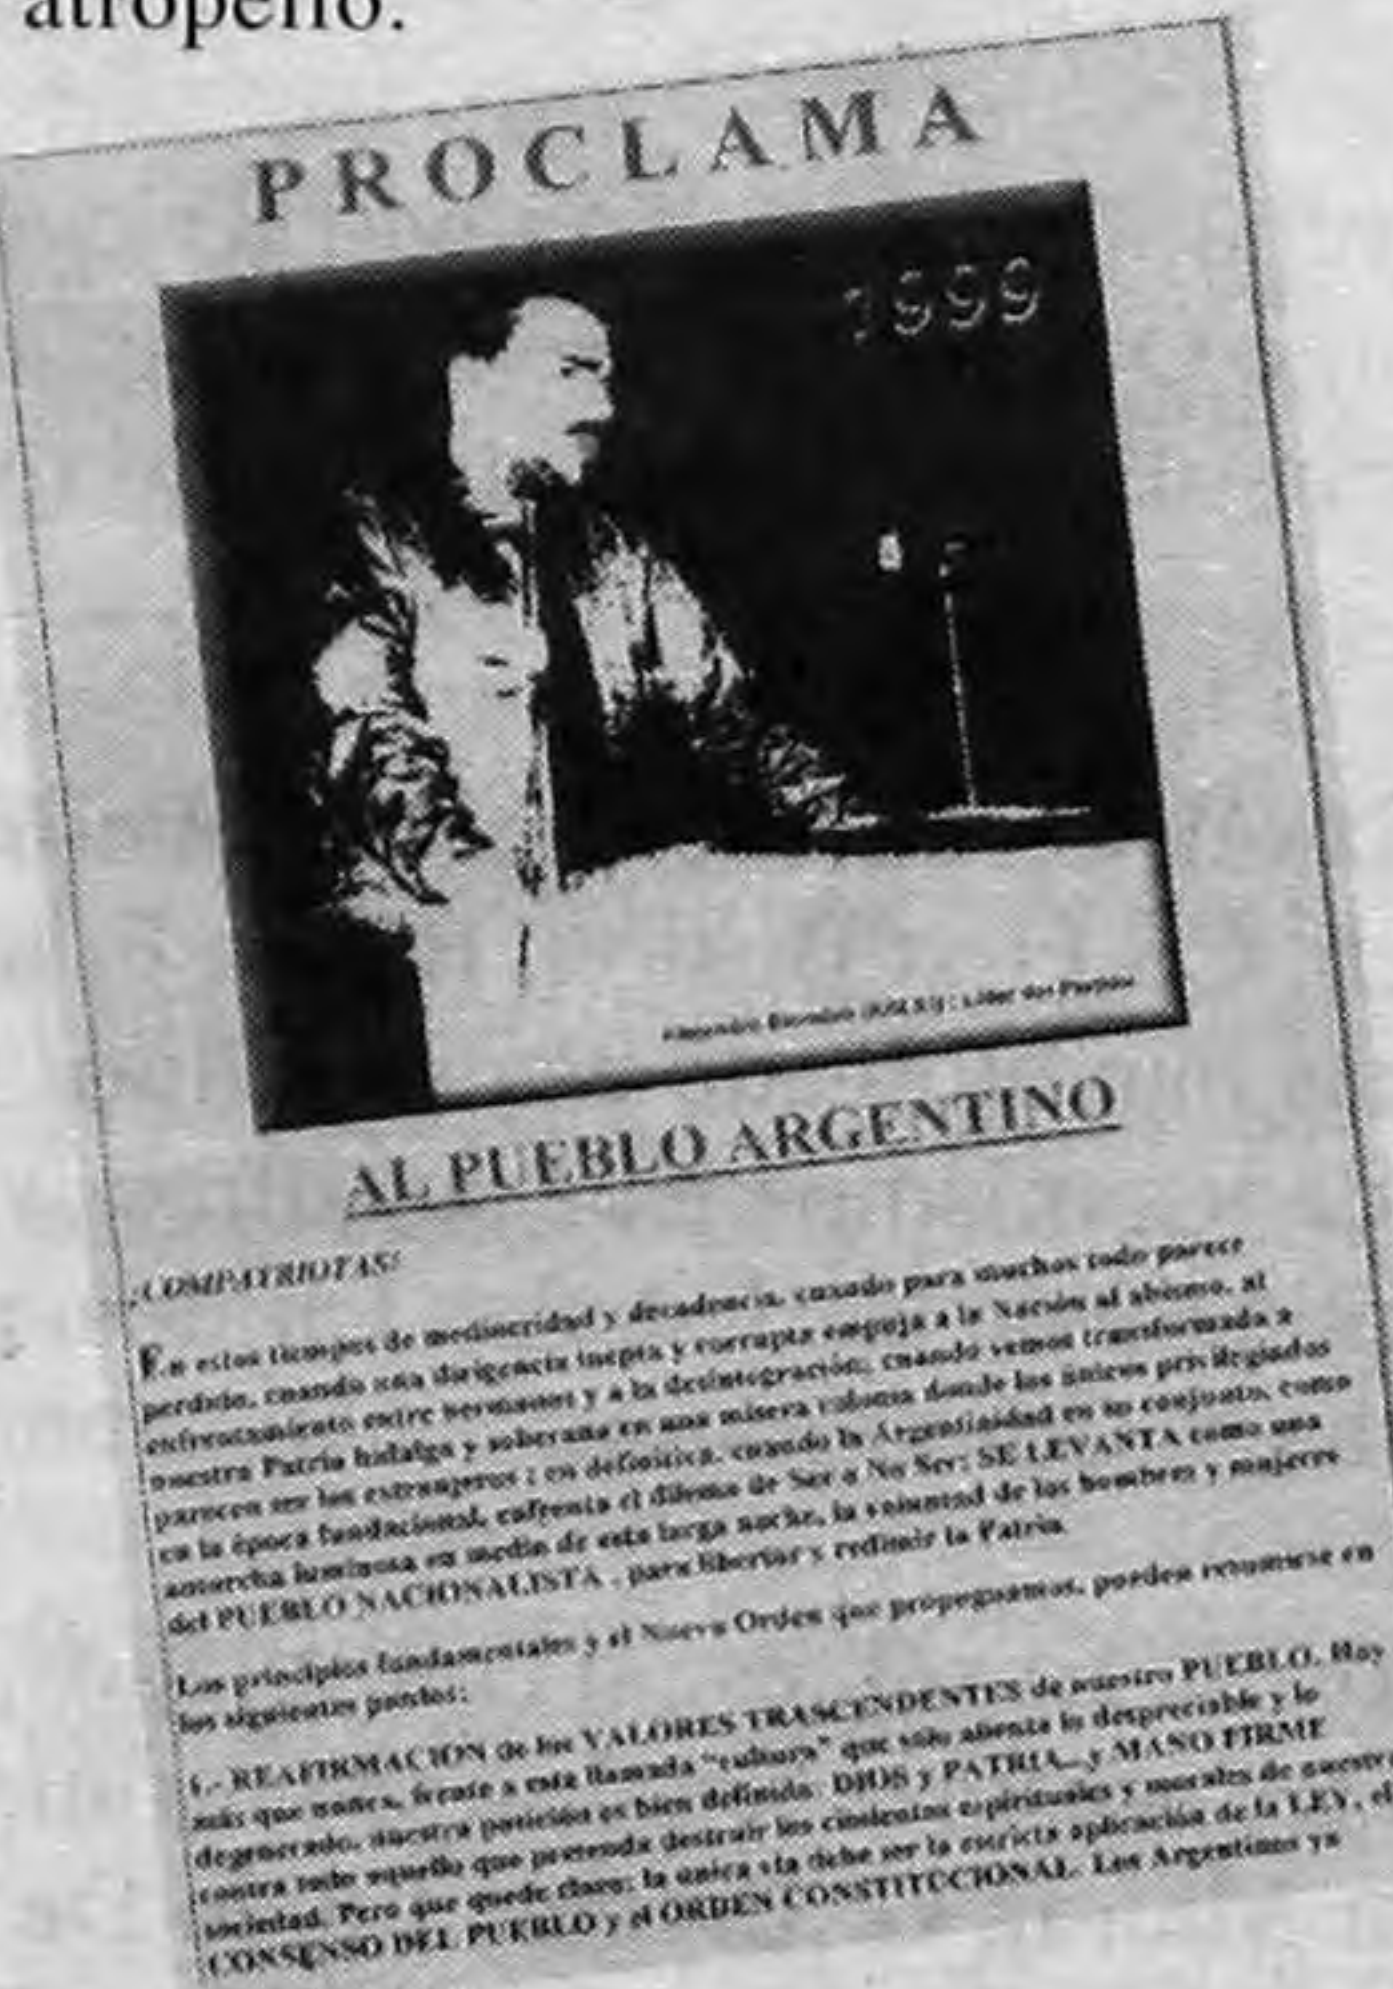 atropello.
PROCLAMA
1999
Alejandro Biondini : Líder del Partido
AL PUEBLO ARGENTINO
¡COMPATRIOTAS!
En estos tiempos de mediocridad y decadencia, cuando para muchos todo parece
perdido, cuando una dirigencia inepta y corrupta empuja a la Nación al abismo, al
enfrentamiento entre hermanos y a la desintegración; cuando vemos transformada a
nuestra Patria hidalga y soberana en una mísera colonia donde los únicos privilegiados
parecen ser los extranjeros ; en definitiva, cuando la Argentinidad en su conjunto, como
en la época fundacional, enfrenta el dilema de Ser o No Ser; SE LEVANTA como una
antorcha luminosa en medio de esta larga noche, la voluntad de los hombres y mujeres
del PUEBLO NACIONALISTA , para libertar y redimir la Patria.
Los principios fundamentales y el Nuevo Orden que propugnamos, pueden resumirse en
los siguientes puntos:
1.- REAFIRMACION de los VALORES TRASCENDENTES de nuestro PUEBLO. Hoy
más que nunca, frente a esta llamada "cultura" que sólo alienta lo despreciable y lo
degenerado, nuestra posición es bien definida: DIOS y PATRIA... y MANO FIRME
contra todo aquello que pretenda destruir los cimientos espirituales y morales de nuestra
sociedad. Pero que quede claro: la única vía debe ser la estricta aplicación de la LEY, el
CONSENSO DEL PUEBLO y el ORDEN CONSTITUCIONAL. Los Argentinos ya